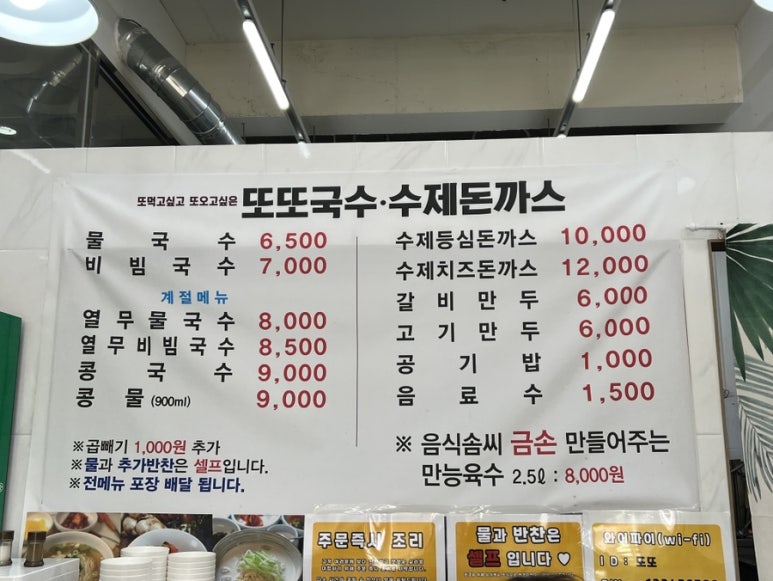 또먹고싶고 또오고싶은 또또국수·수제돈까스
물국수 6,500
비빔국수 7,000
계절메뉴
열무물국수 8,000
열무비빔국수 8,500
콩국수 9,000
콩물 (900ml) 9,000
※곱빼기 1,000원 추가
※물과 추가반찬은 셀프입니다.
※전메뉴 포장 배달 됩니다.
수제등심돈까스 10,000
수제치즈돈까스 12,000
갈비만두 6,000
고기만두 6,000
공기밥 1,000
음료수 1,500
※ 음식솜씨 금손 만들어주는
만능육수 2.5ℓ : 8,000원
주문즉시 조리
물과 반찬은
셀프 입니다 ♥
와이파이(wi-fi)
ID: 또또